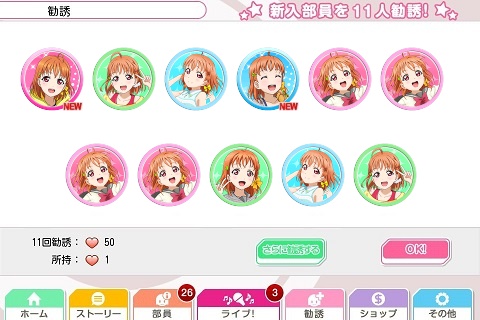 勧誘
新入部員を11人勧誘!
NEW
NEW
11回勧誘： 50
所持： 1
さらに勧誘する
OK!
26
3
ホーム
ストーリー
部員
ライブ!
勧誘
ショップ
その他